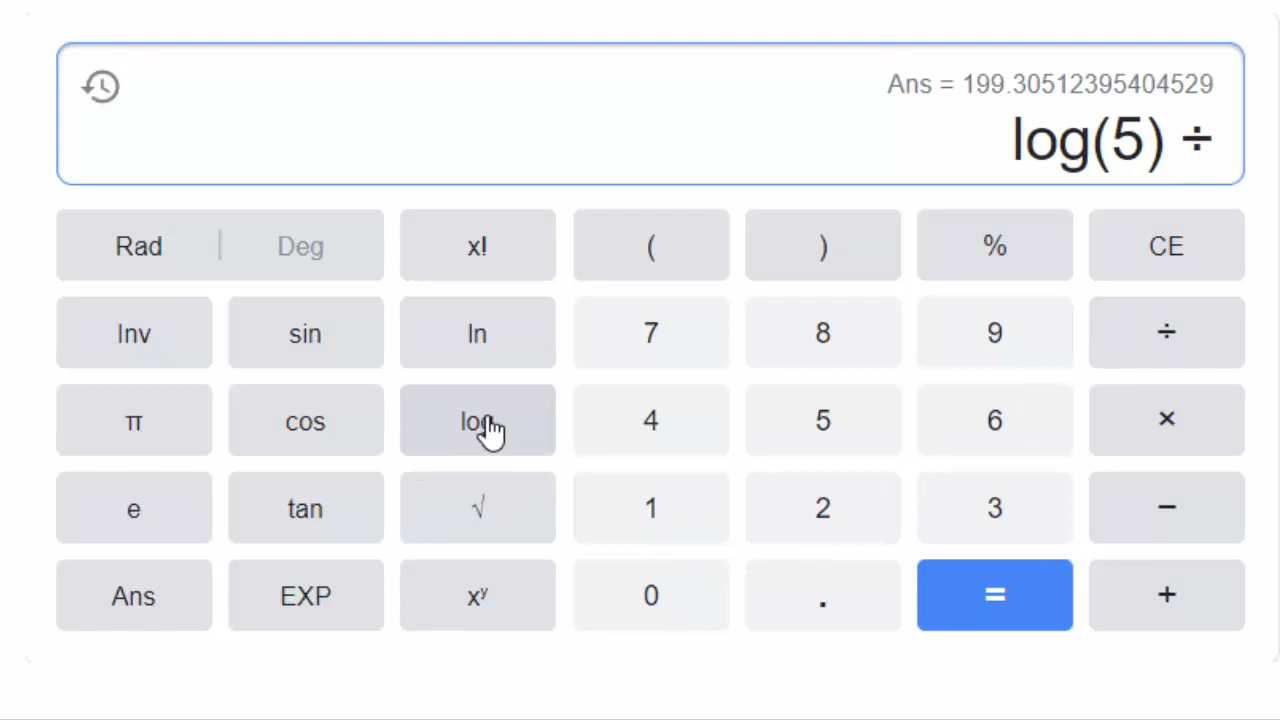 Ans = 199.30512395404529
log(5) ÷
Rad | Deg x! ( ) % CE
Inv sin ln 7 8 9 ÷
π cos log 4 5 6 ×
e tan √ 1 2 3 −
Ans EXP xʸ 0 . = +